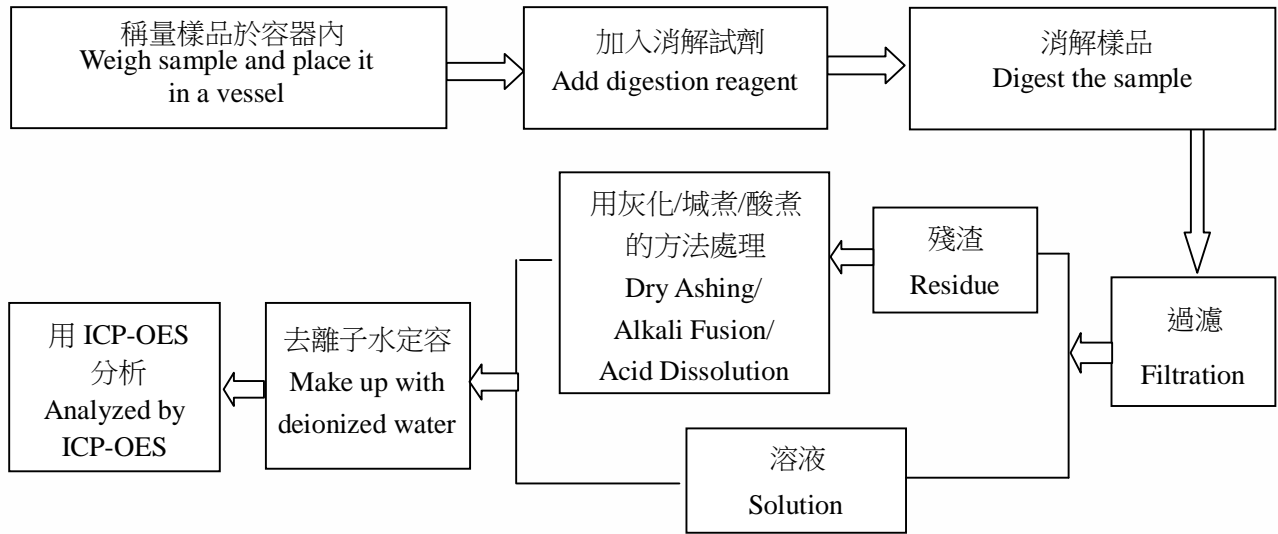 稱量樣品於容器內
Weigh sample and place it
in a vessel
加入消解試劑
Add digestion reagent
消解樣品
Digest the sample
過濾
Filtration
殘渣
Residue
用灰化/堿煮/酸煮
的方法處理
Dry Ashing/
Alkali Fusion/
Acid Dissolution
溶液
Solution
去離子水定容
Make up with
deionized water
用 ICP-OES
分析
Analyzed by
ICP-OES